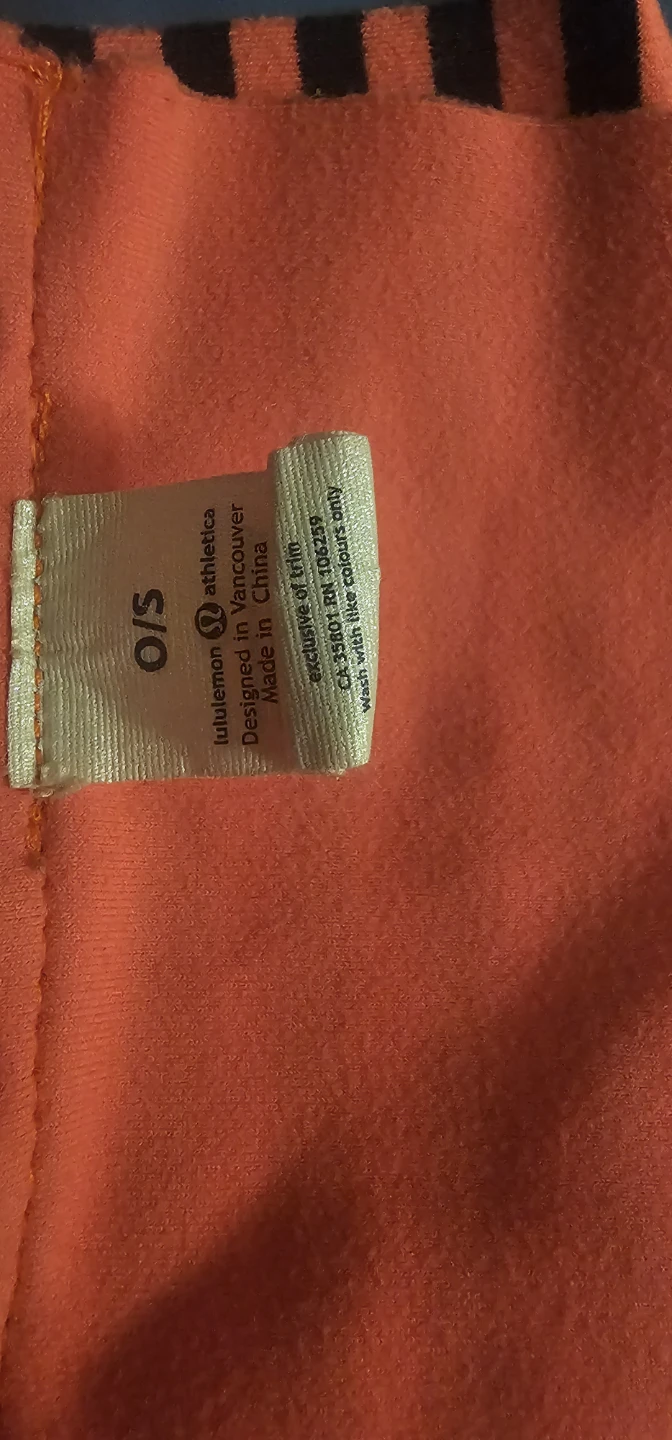 O/S
lululemon athletica
Designed in Vancouver
Made in China
exclusive of trim
CA 35801 RN 106259
Wash with like colours only